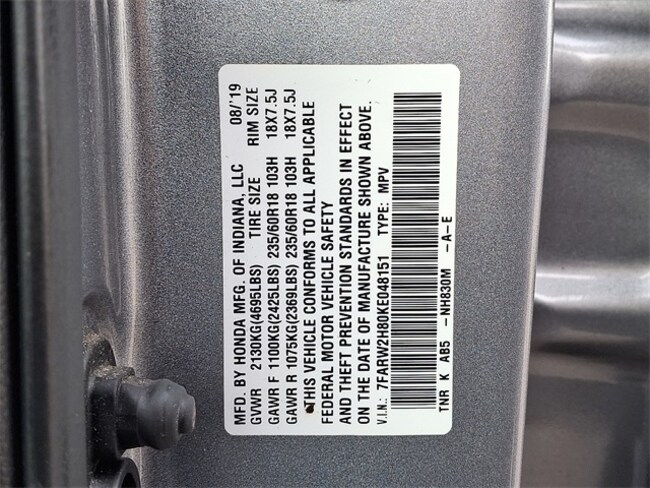 MFD. BY HONDA MFG. OF INDIANA, LLC 08/'19
GVWR 2130KG(4695LBS) TIRE SIZE RIM SIZE
GAWR F 1100KG(2425LBS) 235/60R18 103H 18X7.5J
GAWR R 1075KG(2369LBS) 235/60R18 103H 18X7.5J
THIS VEHICLE CONFORMS TO ALL APPLICABLE
FEDERAL MOTOR VEHICLE SAFETY
AND THEFT PREVENTION STANDARDS IN EFFECT
ON THE DATE OF MANUFACTURE SHOWN ABOVE.
V.I.N.: 7FARW2H80KE048151 TYPE: MPV
TNR K AB5 -NH830M -A-E